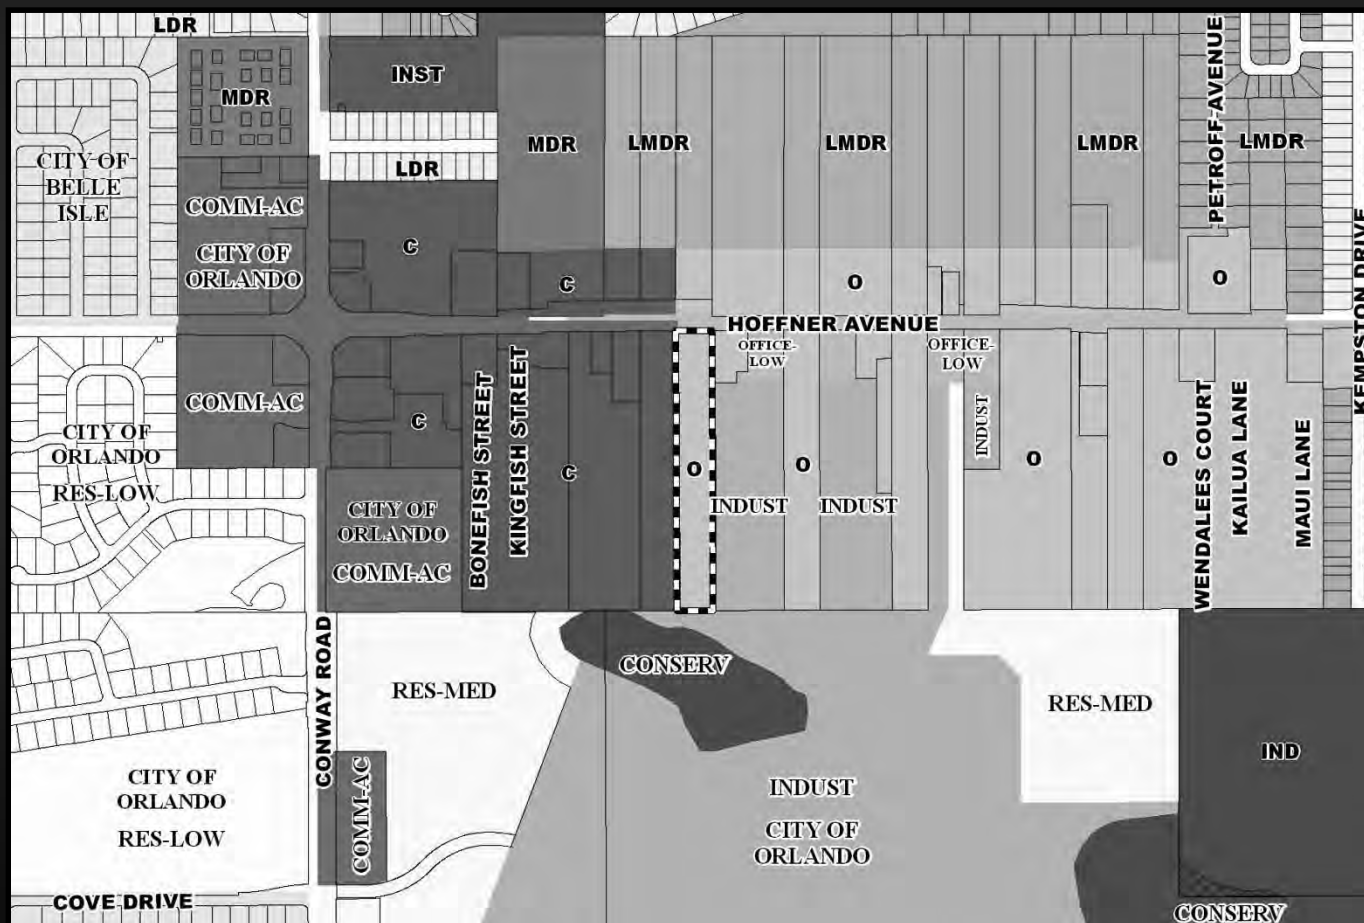 LDR
INST
MDR
PETROFF AVENUE
MDR
LMDR
LMDR
LMDR
LMDR
CITY OF
BELLE
ISLE
LDR
COMM-AC
KEMPSTON DRIVE
CITY OF
ORLANDO
C
C
O
O
HOFFNER AVENUE
OFFICE-
LOW
OFFICE-
LOW
COMM-AC
C
BONEFISH STREET
KINGFISH STREET
INDUST
WENDALEES COURT
KAILUA LANE
MAUI LANE
CITY OF
ORLANDO
RES-LOW
C
O
O
O
O
CITY OF
ORLANDO
COMM-AC
INDUST
INDUST
CONWAY ROAD
CONSERV
RES-MED
RES-MED
IND
CITY OF
ORLANDO
RES-LOW
COMM-AC
INDUST
CITY OF
ORLANDO
COVE DRIVE
CONSERV